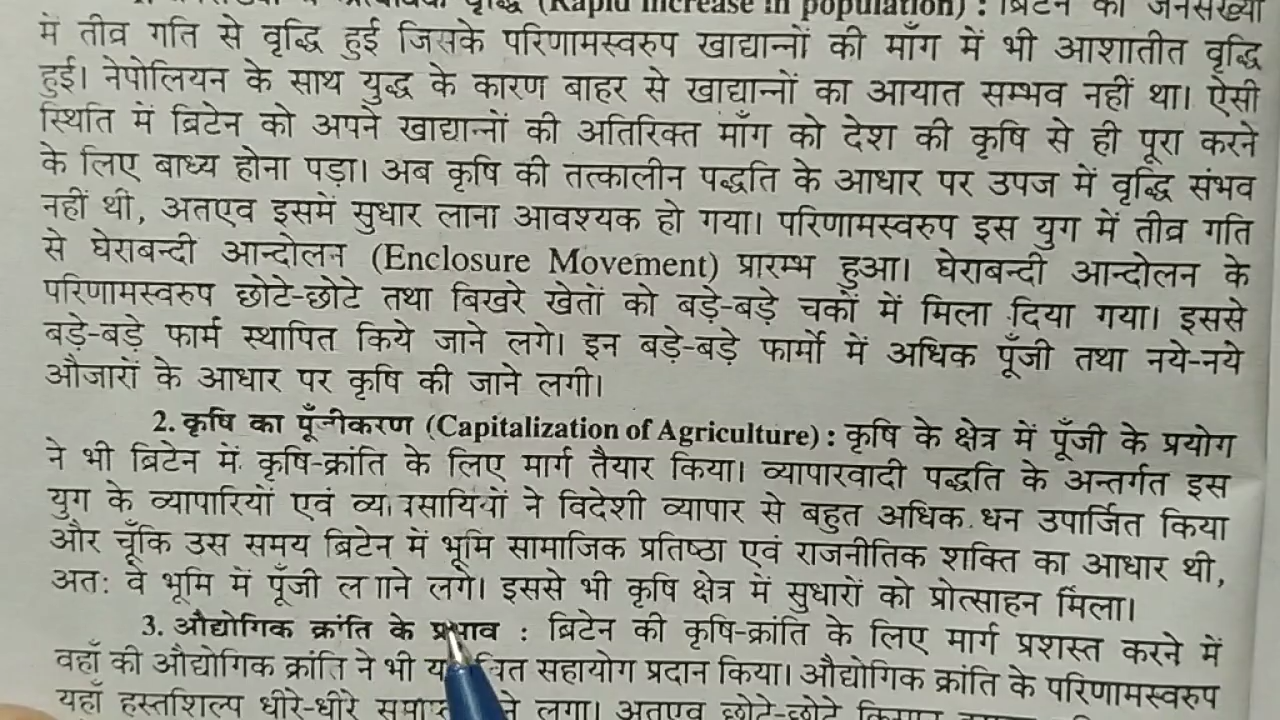 (Rapid increase in population) : ब्रिटेन की जनसंख्या
में तीव्र गति से वृद्धि हुई जिसके परिणामस्वरुप खाद्यान्नों की माँग में भी आशातीत वृद्धि
हुई। नेपोलियन के साथ युद्ध के कारण बाहर से खाद्यान्नों का आयात सम्भव नहीं था। ऐसी
स्थिति में ब्रिटेन को अपने खाद्यान्नों की अतिरिक्त माँग को देश की कृषि से ही पूरा करने
के लिए बाध्य होना पड़ा। अब कृषि की तत्कालीन पद्धति के आधार पर उपज में वृद्धि संभव
नहीं थी, अतएव इसमें सुधार लाना आवश्यक हो गया। परिणामस्वरुप इस युग में तीव्र गति
से घेराबन्दी आन्दोलन (Enclosure Movement) प्रारम्भ हुआ। घेराबन्दी आन्दोलन के
परिणामस्वरुप छोटे-छोटे तथा बिखरे खेतों को बड़े-बड़े चकों में मिला दिया गया। इससे
बड़े-बड़े फार्म स्थापित किये जाने लगे। इन बड़े-बड़े फार्मो में अधिक पूँजी तथा नये-नये
औजारों के आधार पर कृषि की जाने लगी।
2. कृषि का पूँजीकरण (Capitalization of Agriculture) : कृषि के क्षेत्र में पूँजी के प्रयोग
ने भी ब्रिटेन में कृषि-क्रांति के लिए मार्ग तैयार किया। व्यापारवादी पद्धति के अन्तर्गत इस
युग के व्यापारियों एवं व्यवसायियों ने विदेशी व्यापार से बहुत अधिक धन उपार्जित किया
और चूँकि उस समय ब्रिटेन में भूमि सामाजिक प्रतिष्ठा एवं राजनीतिक शक्ति का आधार थी,
अतः वे भूमि में पूँजी लगाने लगे। इससे भी कृषि क्षेत्र में सुधारों को प्रोत्साहन मिला।
3. औद्योगिक क्रांति के प्रभाव : ब्रिटेन की कृषि-क्रांति के लिए मार्ग प्रशस्त करने में
वहाँ की औद्योगिक क्रांति ने भी सहायोग प्रदान किया। औद्योगिक क्रांति के परिणामस्वरुप
यहाँ हस्तशिल्प धीरे-धीरे लगा। अतएव छोटे-छोटे